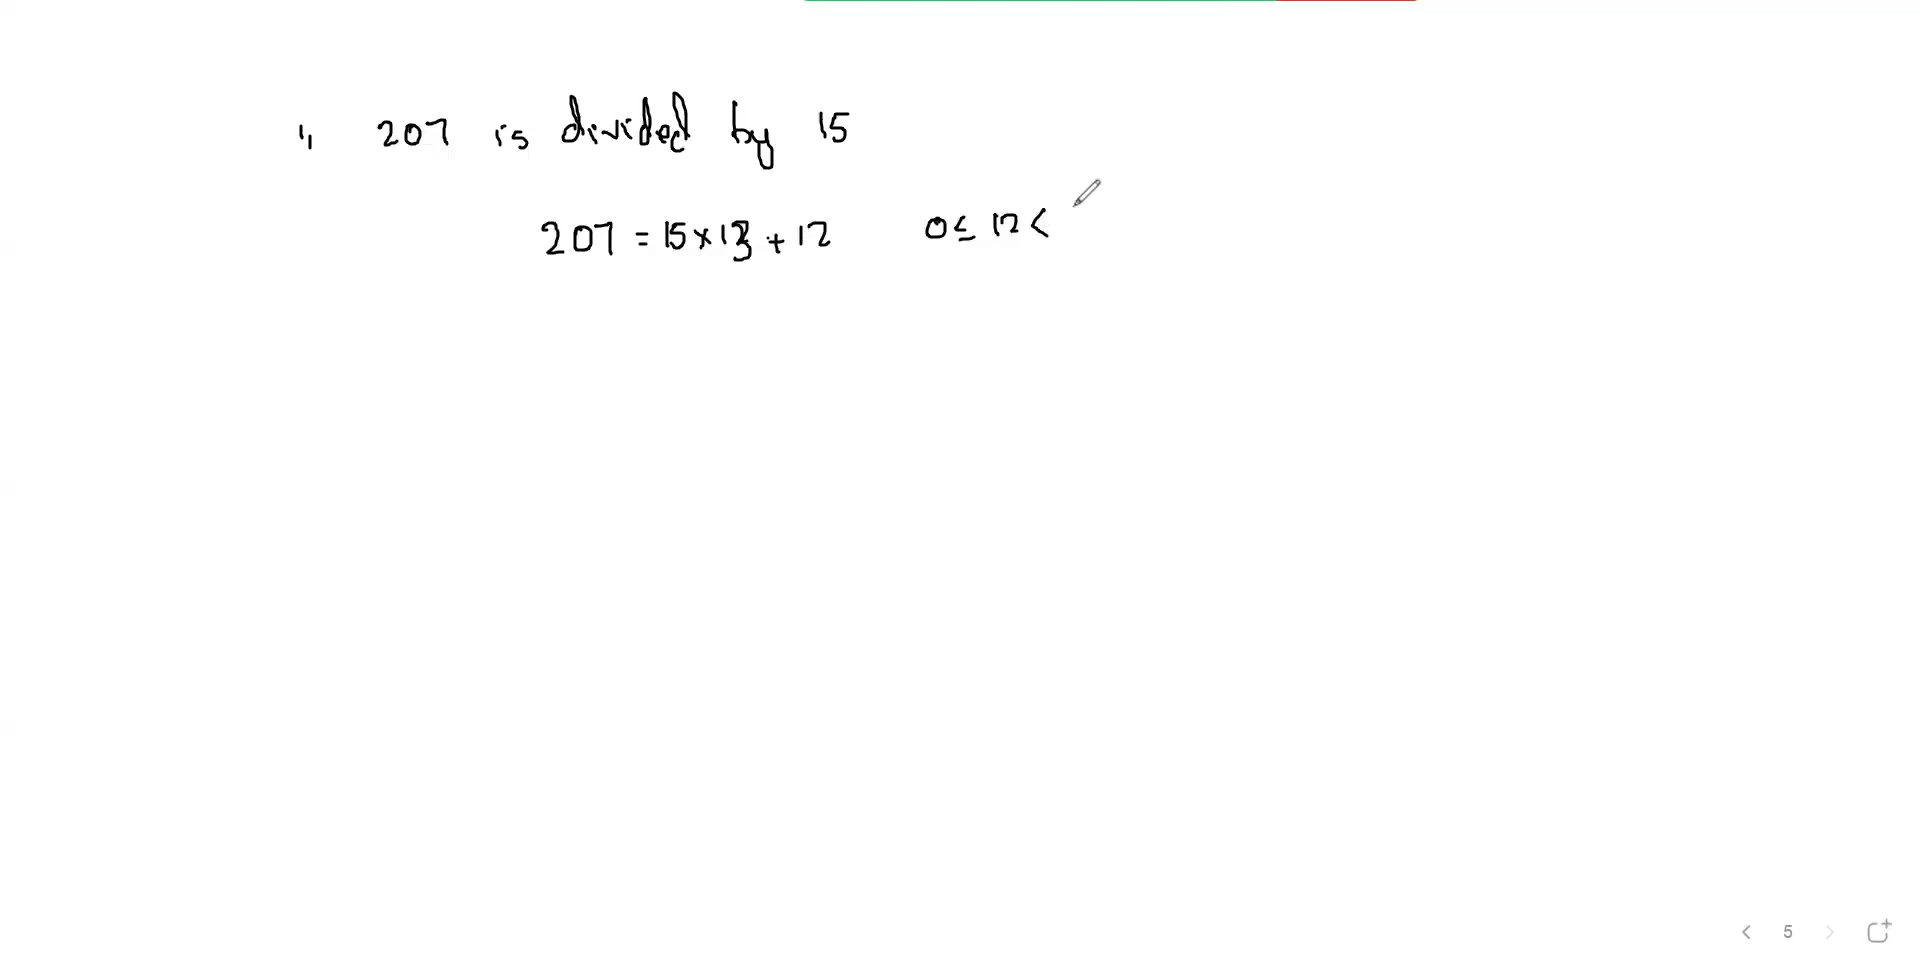 1, 207 is divided by 15
207 = 15 x 13 + 12 0 ≤ 12 <
5